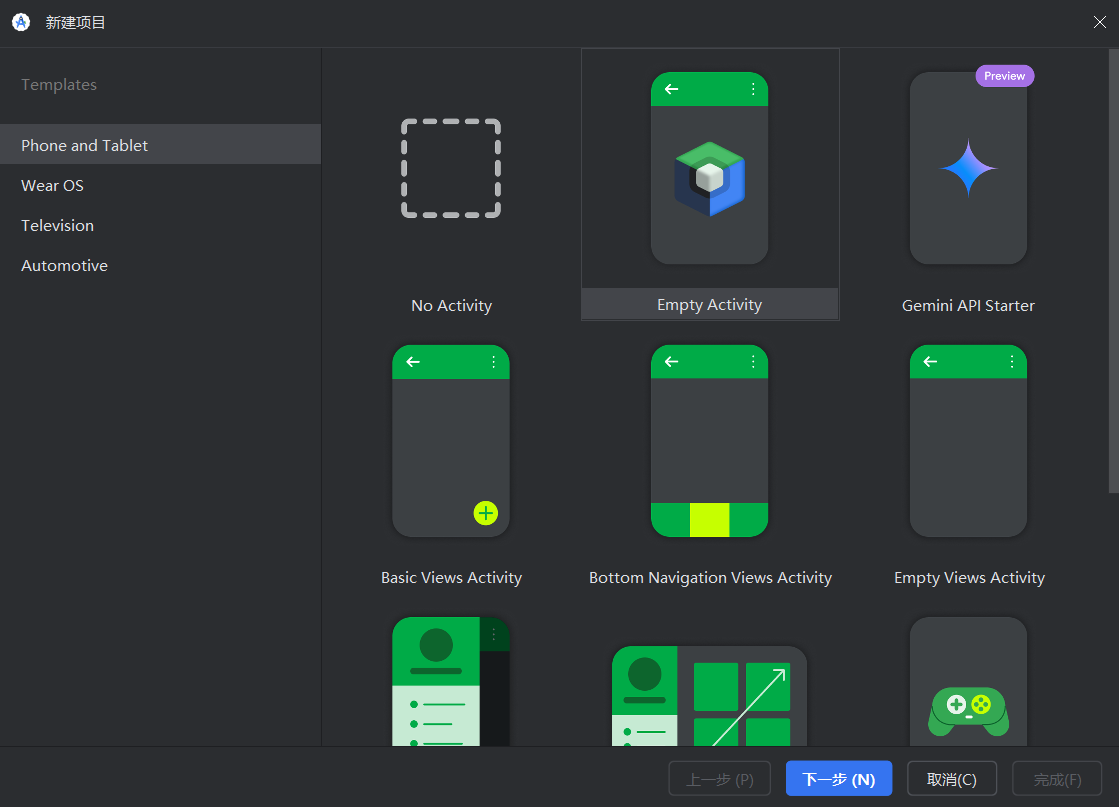 新建项目
Templates
Phone and Tablet
Wear OS
Television
Automotive
Preview
No Activity
Empty Activity
Gemini API Starter
Basic Views Activity
Bottom Navigation Views Activity
Empty Views Activity
上一步 (P)
下一步 (N)
取消(C)
完成(F)